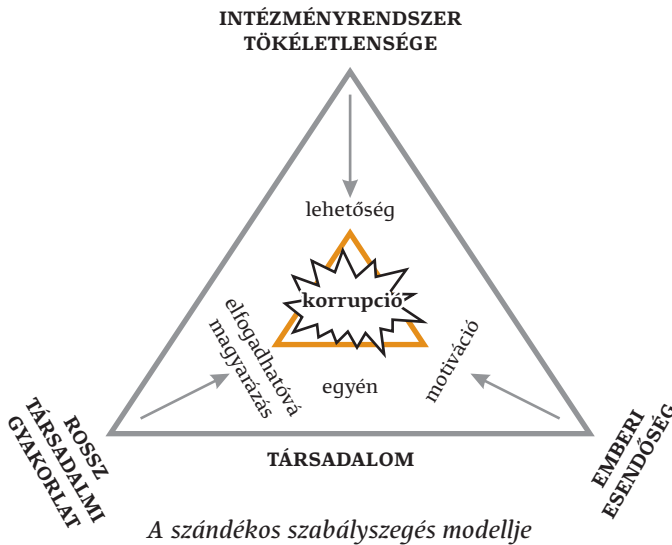 INTÉZMÉNYRENDSZER
TÖKÉLETLENSÉGE
lehetőség
korrupció
elfogadhatóvá
magyarázás
egyén
motiváció
ROSSZ
TÁRSADALMI
GYAKORLAT
TÁRSADALOM
EMBERI
ESENDŐSÉG
A szándékos szabályszegés modellje